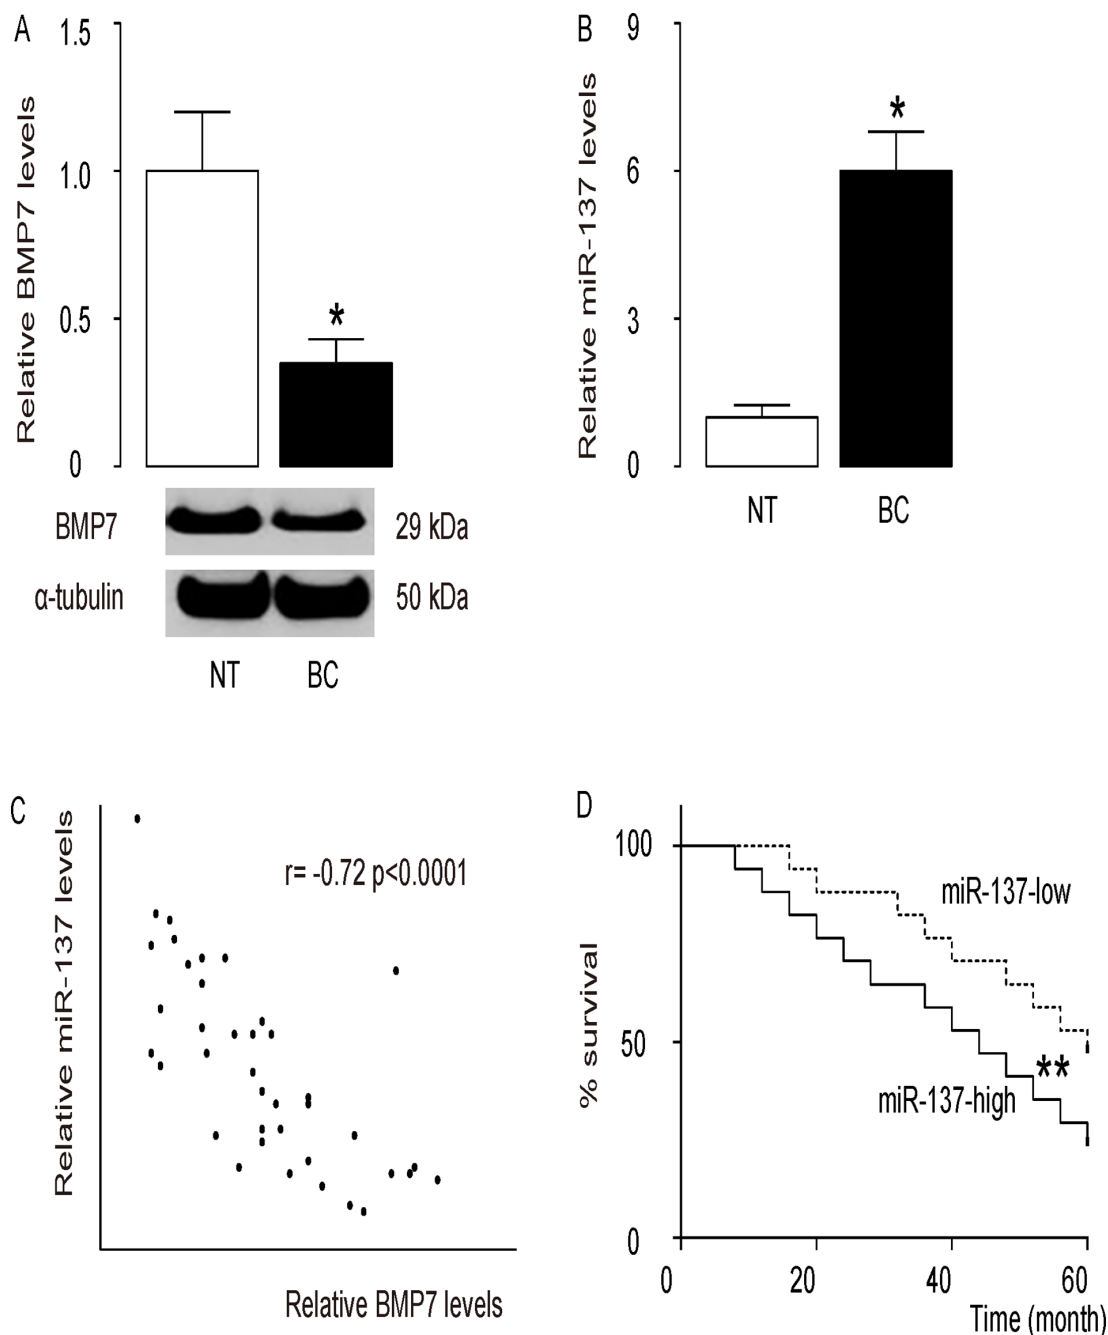 A
Relative BMP7 levels
1.5
1.0
0.5
0
*
BMP7
29 kDa
α-tubulin
50 kDa
NT BC
B
Relative miR-137 levels
9
6
3
0
*
NT BC
C
Relative miR-137 levels
r= -0.72 p<0.0001
Relative BMP7 levels
D
% survival
100
50
0
miR-137-low
**
miR-137-high
0 20 40 60
Time (month)